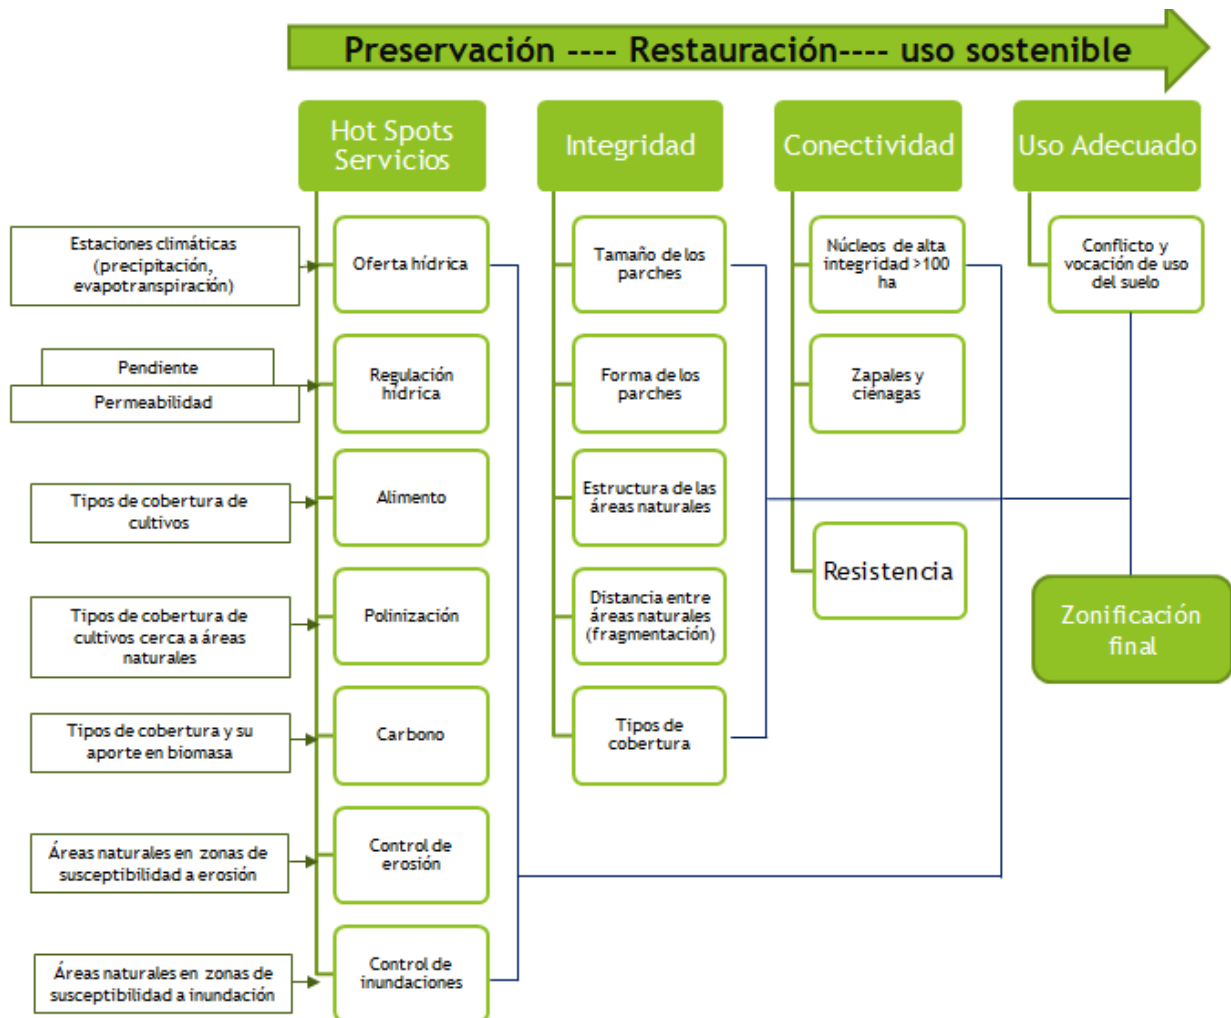 Preservación ---- Restauración---- uso sostenible
Hot Spots
Servicios
Integridad
Conectividad
Uso Adecuado
Estaciones climáticas
(precipitación,
evapotranspiración)
Pendiente
Permeabilidad
Tipos de cobertura de
cultivos
Tipos de cobertura de
cultivos cerca a áreas
naturales
Tipos de cobertura y su
aporte en biomasa
Áreas naturales en zonas de
susceptibilidad a erosión
Áreas naturales en zonas de
susceptibilidad a inundación
Oferta hídrica
Regulación
hídrica
Alimento
Polinización
Carbono
Control de
erosión
Control de
inundaciones
Tamaño de los
parches
Forma de los
parches
Estructura de las
áreas naturales
Distancia entre
áreas naturales
(fragmentación)
Tipos de
cobertura
Núcleos de alta
integridad >100
ha
Zapales y
ciénagas
Resistencia
Conflicto y
vocación de uso
del suelo
Zonificación
final